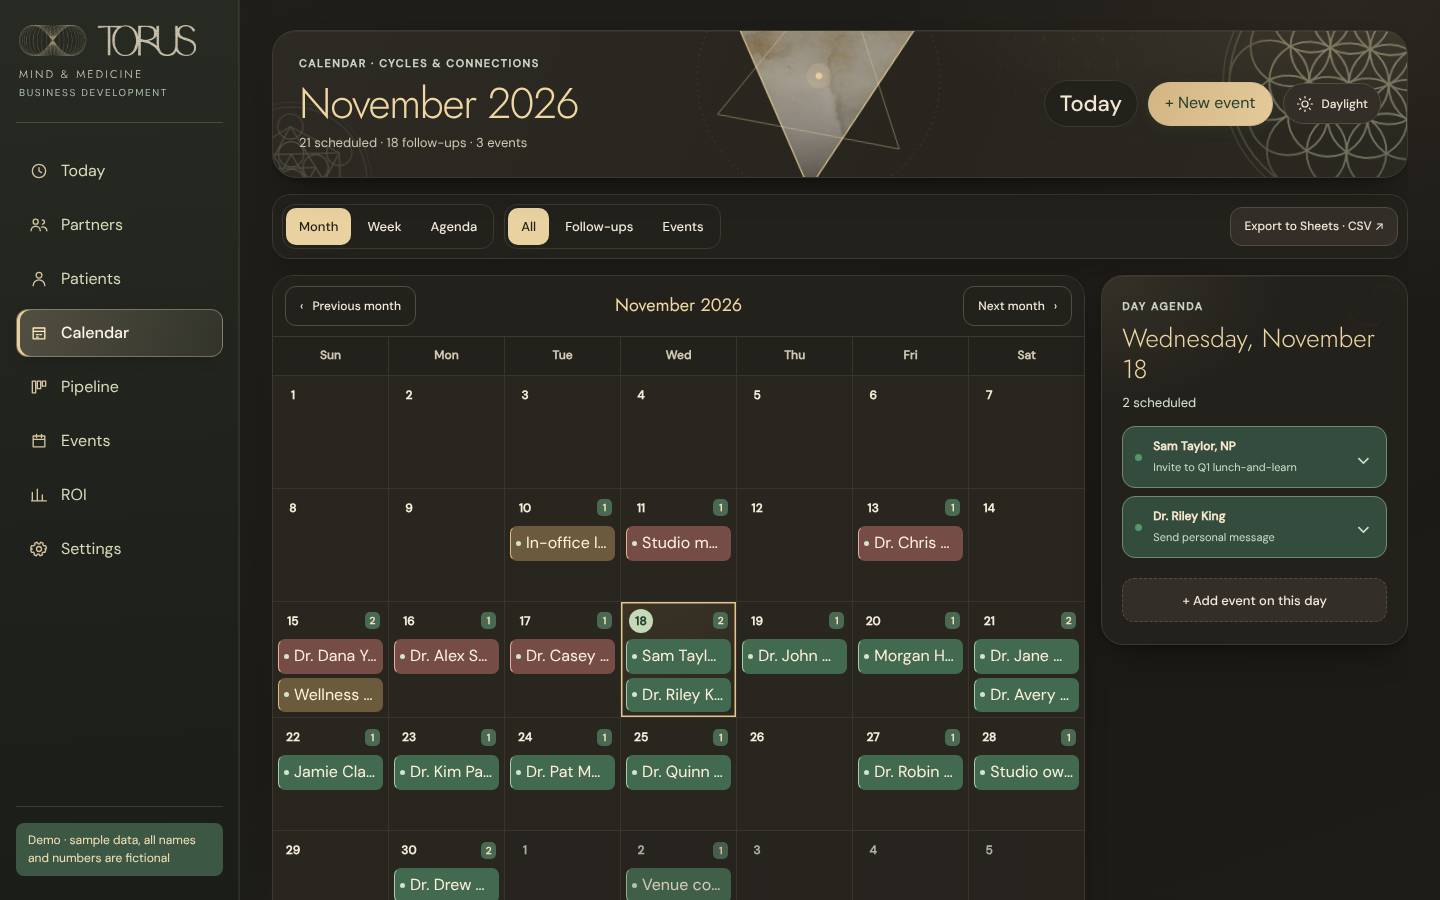 TORUS
MIND & MEDICINE
BUSINESS DEVELOPMENT
Today
Partners
Patients
Calendar
Pipeline
Events
ROI
Settings
Demo · sample data, all names
and numbers are fictional
CALENDAR · CYCLES & CONNECTIONS
November 2026
21 scheduled · 18 follow-ups · 3 events
Today
+ New event
Daylight
Month Week Agenda
All Follow-ups Events
Export to Sheets · CSV ↗
‹ Previous month
November 2026
Next month ›
Sun Mon Tue Wed Thu Fri Sat
1 2 3 4 5 6 7
8 9 10 1 11 1 12 13 1 14
• In-office l... • Studio m... • Dr. Chris ...
15 2 16 1 17 1 18 2 19 1 20 1 21 2
• Dr. Dana Y... • Dr. Alex S... • Dr. Casey ... • Sam Tayl... • Dr. John ... • Morgan H... • Dr. Jane ...
• Wellness ... • Dr. Riley K... • Dr. Avery ...
22 1 23 1 24 1 25 1 26 27 1 28 1
• Jamie Cla... • Dr. Kim Pa... • Dr. Pat M... • Dr. Quinn ... • Dr. Robin ... • Studio ow...
29 30 2 1 2 1 3 4 5
• Dr. Drew ... • Venue co...
DAY AGENDA
Wednesday, November
18
2 scheduled
Sam Taylor, NP
Invite to Q1 lunch-and-learn
Dr. Riley King
Send personal message
+ Add event on this day